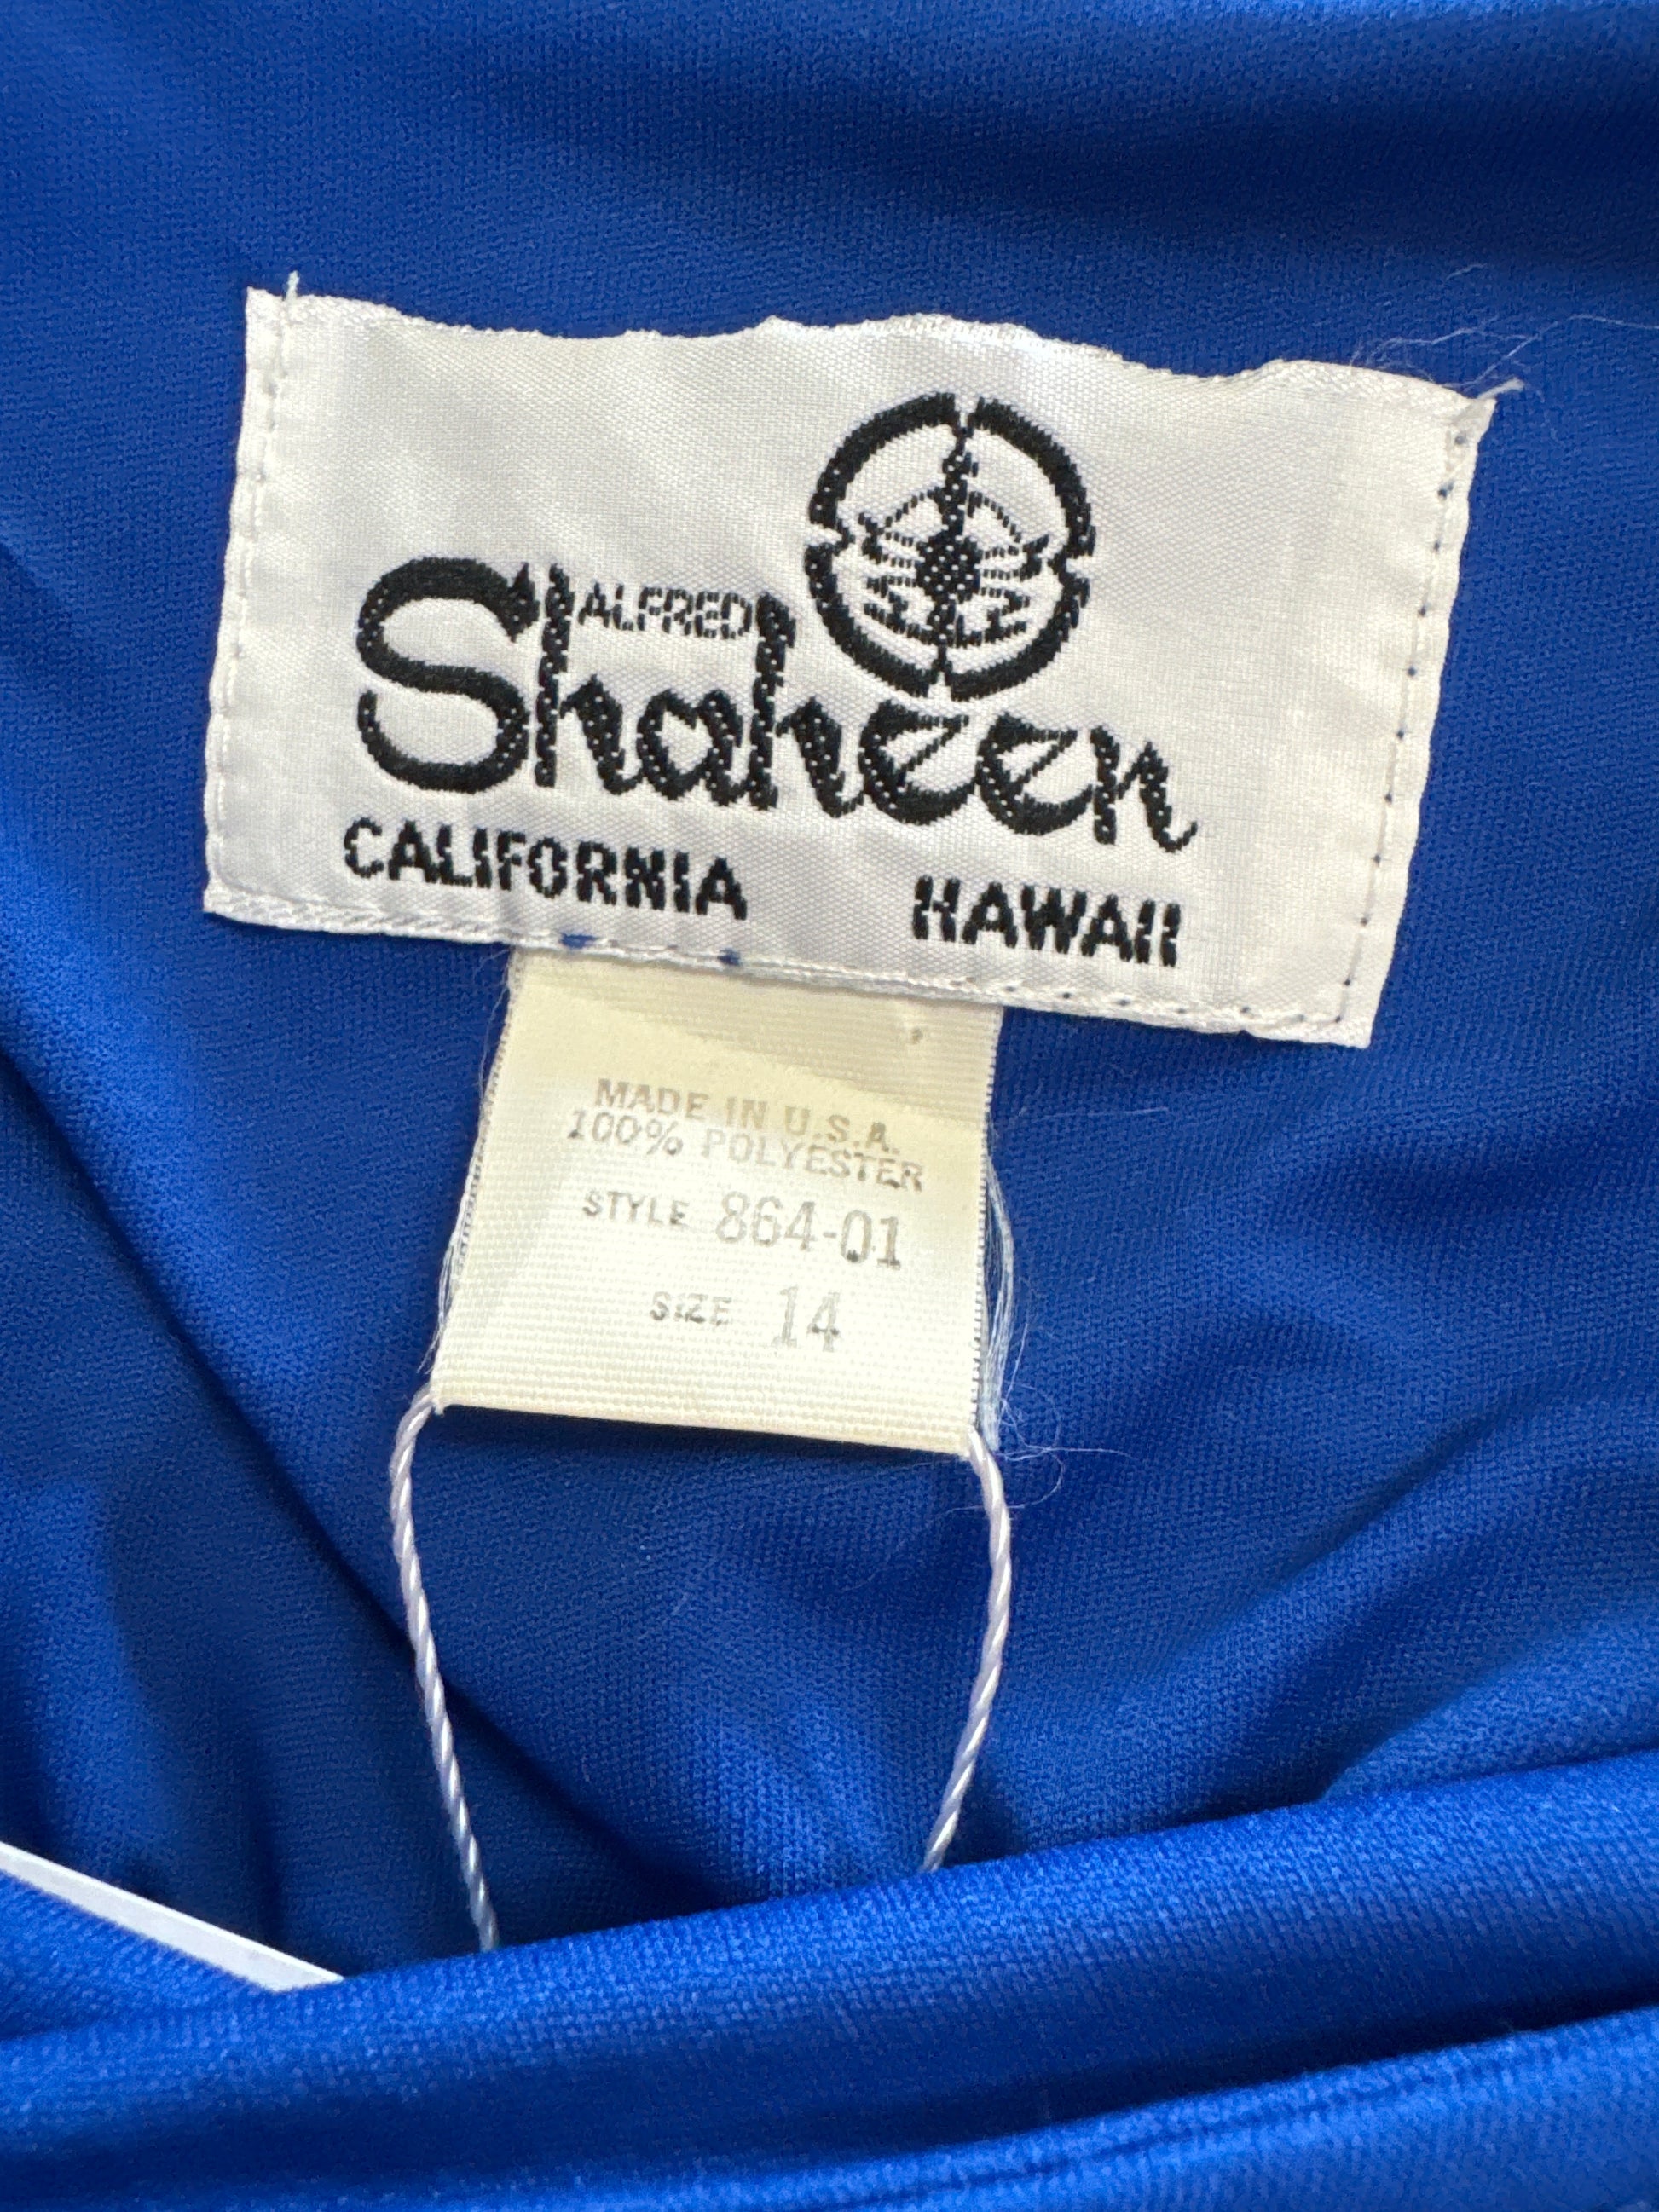 ALFRED
Shaheen
CALIFORNIA HAWAII
MADE IN U.S.A.
100% POLYESTER
STYLE 864-01
SIZE 14